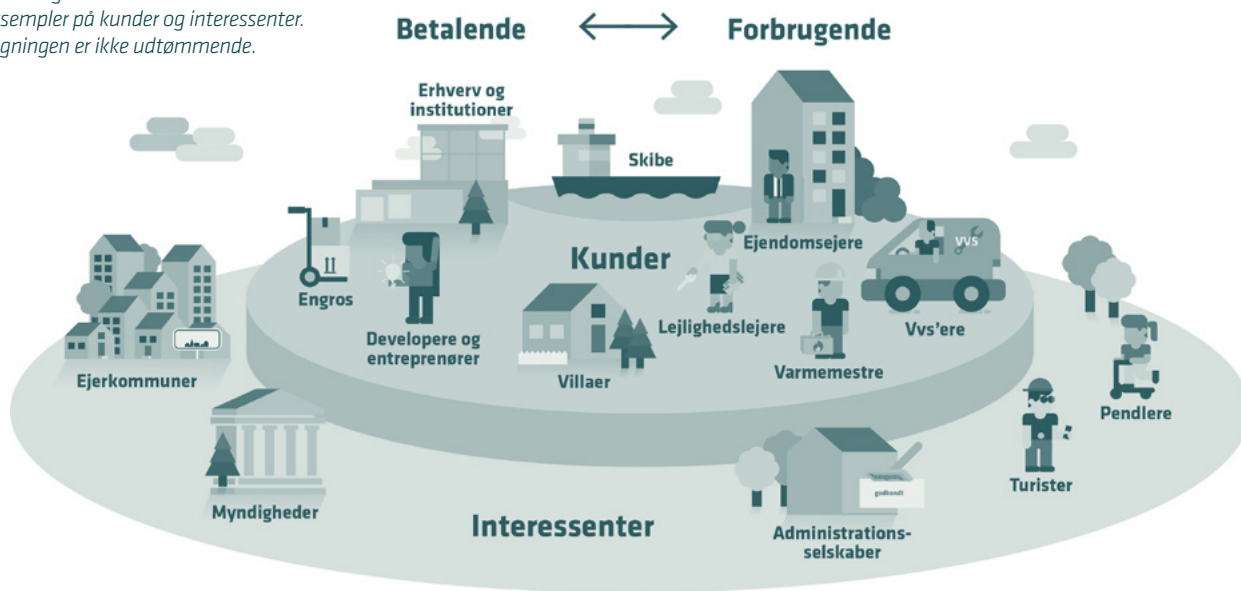 ksempler på kunder og interessenter.
gningen er ikke udtømmende.
Betalende
Forbrugende
Erhverv og
institutioner
Skibe
Ejendomsejere
VVS
Kunder
Engros
Developere og
entreprenører
Villaer
Lejlighedslejere
Varmemestre
Vvs'ere
Ejerkommuner
Pendlere
Myndigheder
Turister
godkendt
Interessenter
Administrations-
selskaber